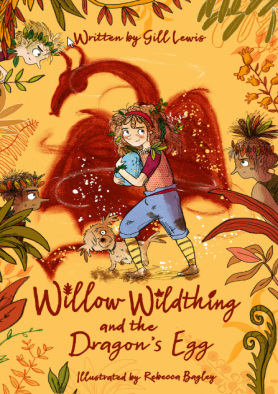 Written by Gill Lewis
Willow Wildthing
and the
Dragon's Egg
Illustrated by Rebecca Bagley